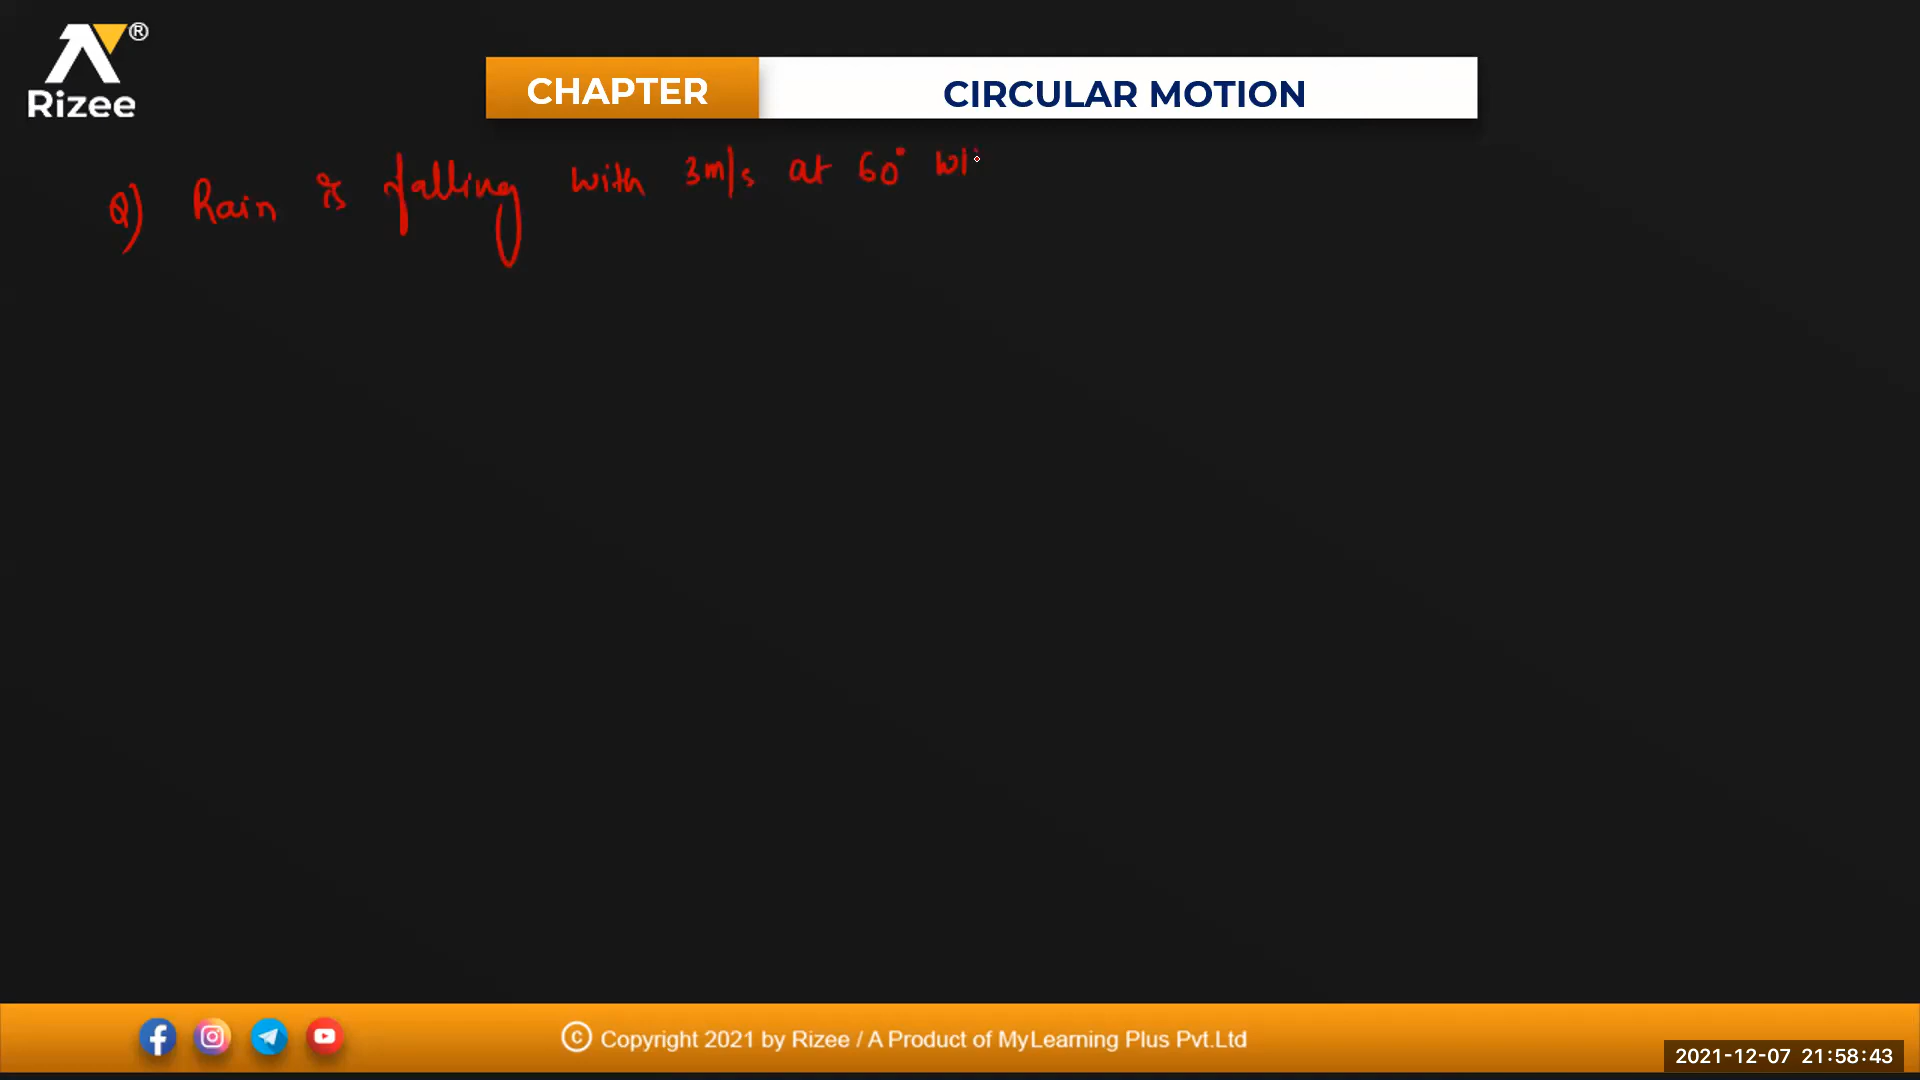 ®
Rizee
CHAPTER
CIRCULAR MOTION
Q) Rain is falling with 3m/s at 60°
© Copyright 2021 by Rizee / A Product of MyLearning Plus Pvt.Ltd
2021-12-07 21:58:43